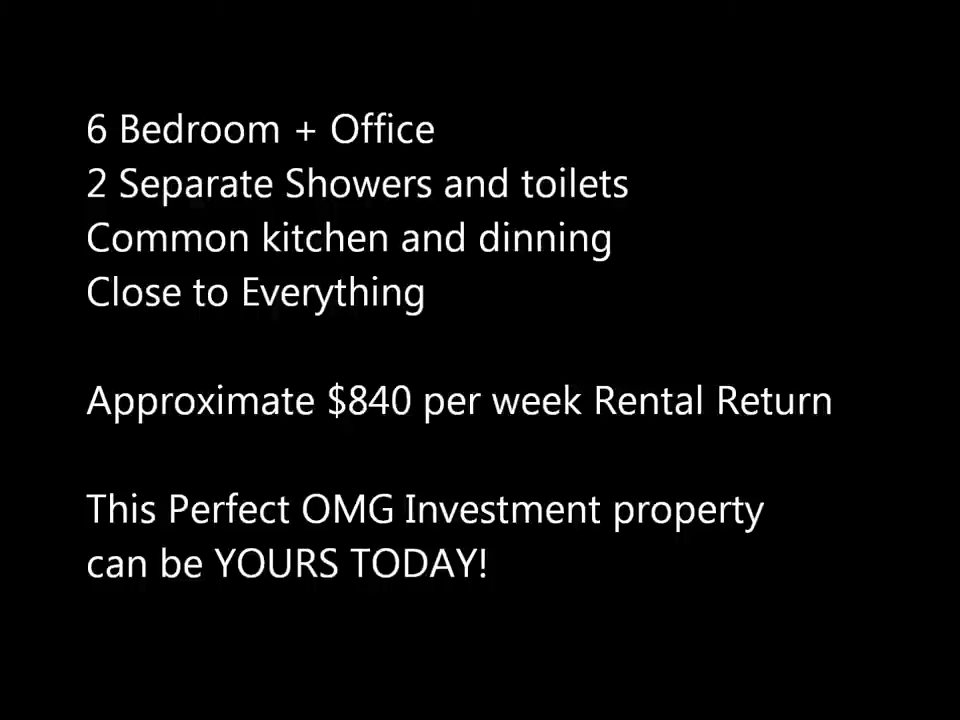 6 Bedroom + Office
2 Separate Showers and toilets
Common kitchen and dinning
Close to Everything
Approximate $840 per week Rental Return
This Perfect OMG Investment property
can be YOURS TODAY!